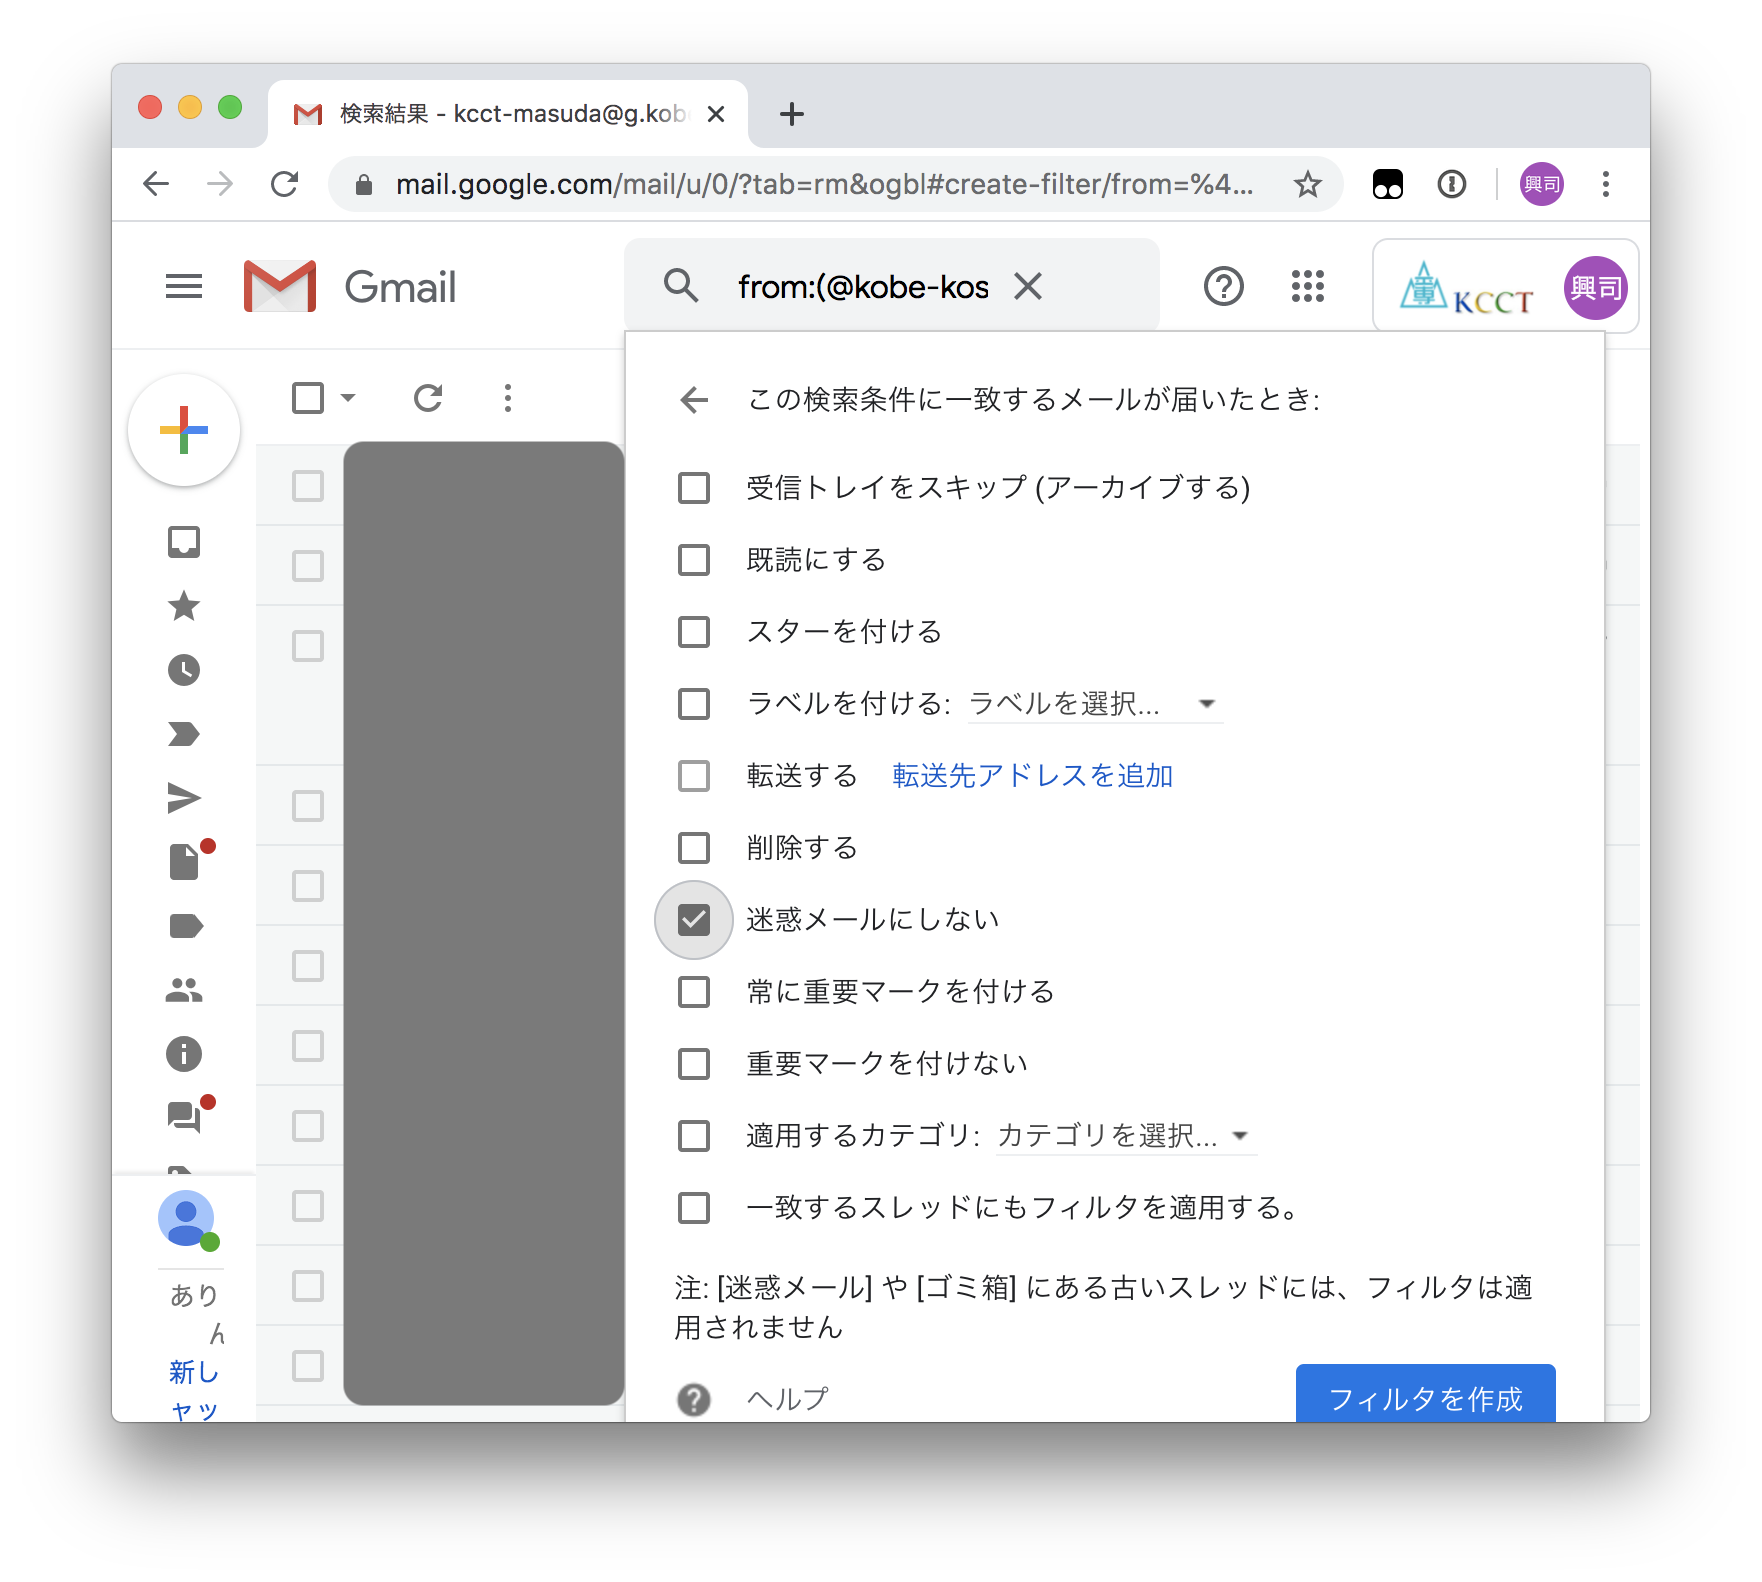 検索結果 - kcct-masuda@g.kob
mail.google.com/mail/u/0/?tab=rm&ogbl#create-filter/from=%4...
興司
Gmail
from:(@kobe-kos
KCCT
興司
この検索条件に一致するメールが届いたとき:
受信トレイをスキップ (アーカイブする)
既読にする
スターを付ける
ラベルを付ける: ラベルを選択...
転送する 転送先アドレスを追加
削除する
迷惑メールにしない
常に重要マークを付ける
重要マークを付けない
適用するカテゴリ: カテゴリを選択...
一致するスレッドにもフィルタを適用する。
注: [迷惑メール] や [ゴミ箱] にある古いスレッドには、フィルタは適
用されません
ヘルプ
フィルタを作成
あり
ん
新し
ャッ